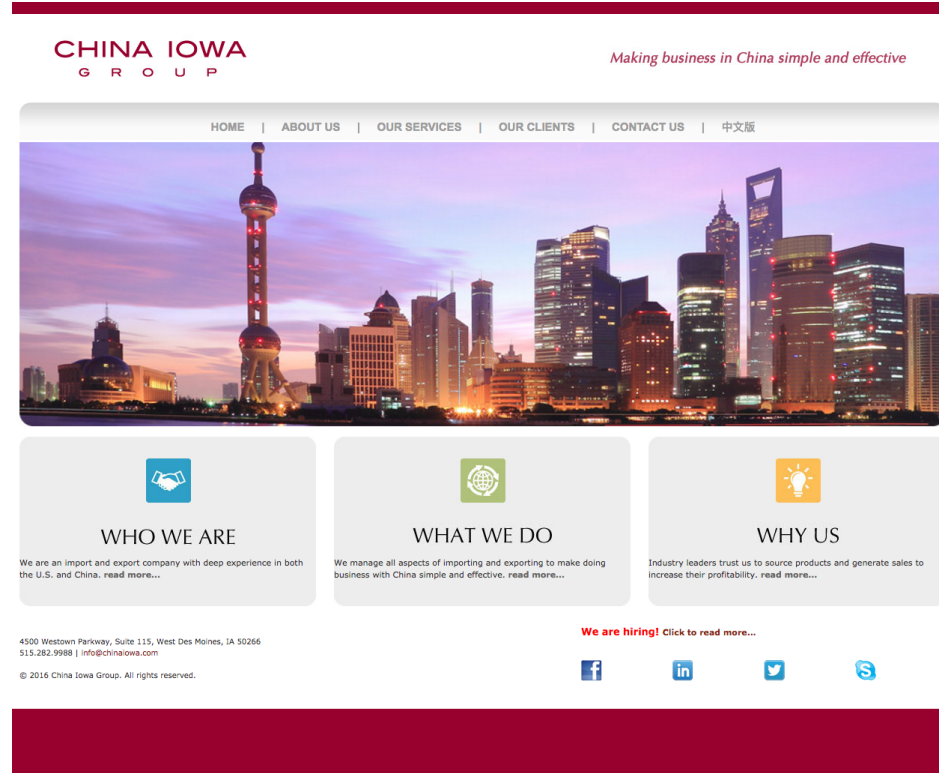 CHINA IOWA
GROUP
Making business in China simple and effective
HOME | ABOUT US | OUR SERVICES | OUR CLIENTS | CONTACT US | 中文版
WHO WE ARE
We are an import and export company with deep experience in both
the U.S. and China. read more...
WHAT WE DO
We manage all aspects of importing and exporting to make doing
business with China simple and effective. read more...
WHY US
Industry leaders trust us to source products and generate sales to
increase their profitability. read more...
4500 Westown Parkway, Suite 115, West Des Moines, IA 50266
515.282.9988 | info@chinaiowa.com
© 2016 China Iowa Group. All rights reserved.
We are hiring! Click to read more...
f
in
S